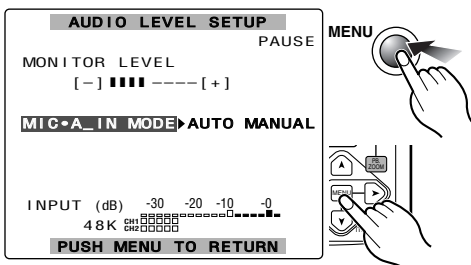 AUDIO LEVEL SETUP
PAUSE
MONITOR LEVEL
[−]▮▮▮▮----[+]
MIC•A_IN MODE▶AUTO MANUAL
INPUT (dB) -30 -20 -10 -0
48K CH1
CH2
PUSH MENU TO RETURN
MENU
PB.
ZOOM
MENU